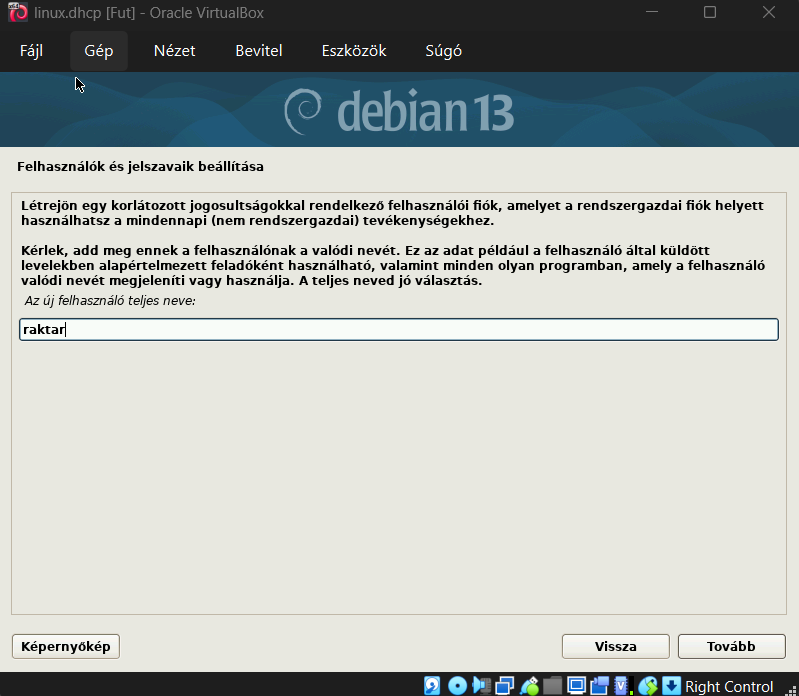 linux.dhcp [Fut] - Oracle VirtualBox
Fájl Gép Nézet Bevitel Eszközök Súgó
debian 13
Felhasználók és jelszavaik beállítása
Létrejön egy korlátozott jogosultságokkal rendelkező felhasználói fiók, amelyet a rendszergazdai fiók helyett
használhatsz a mindennapi (nem rendszergazdai) tevékenységekhez.
Kérlek, add meg ennek a felhasználónak a valódi nevét. Ez az adat például a felhasználó által küldött
levelekben alapértelmezett feladóként használható, valamint minden olyan programban, amely a felhasználó
valódi nevét megjeleníti vagy használja. A teljes neved jó választás.
Az új felhasználó teljes neve:
raktar
Képernyőkép Vissza Tovább
Right Control